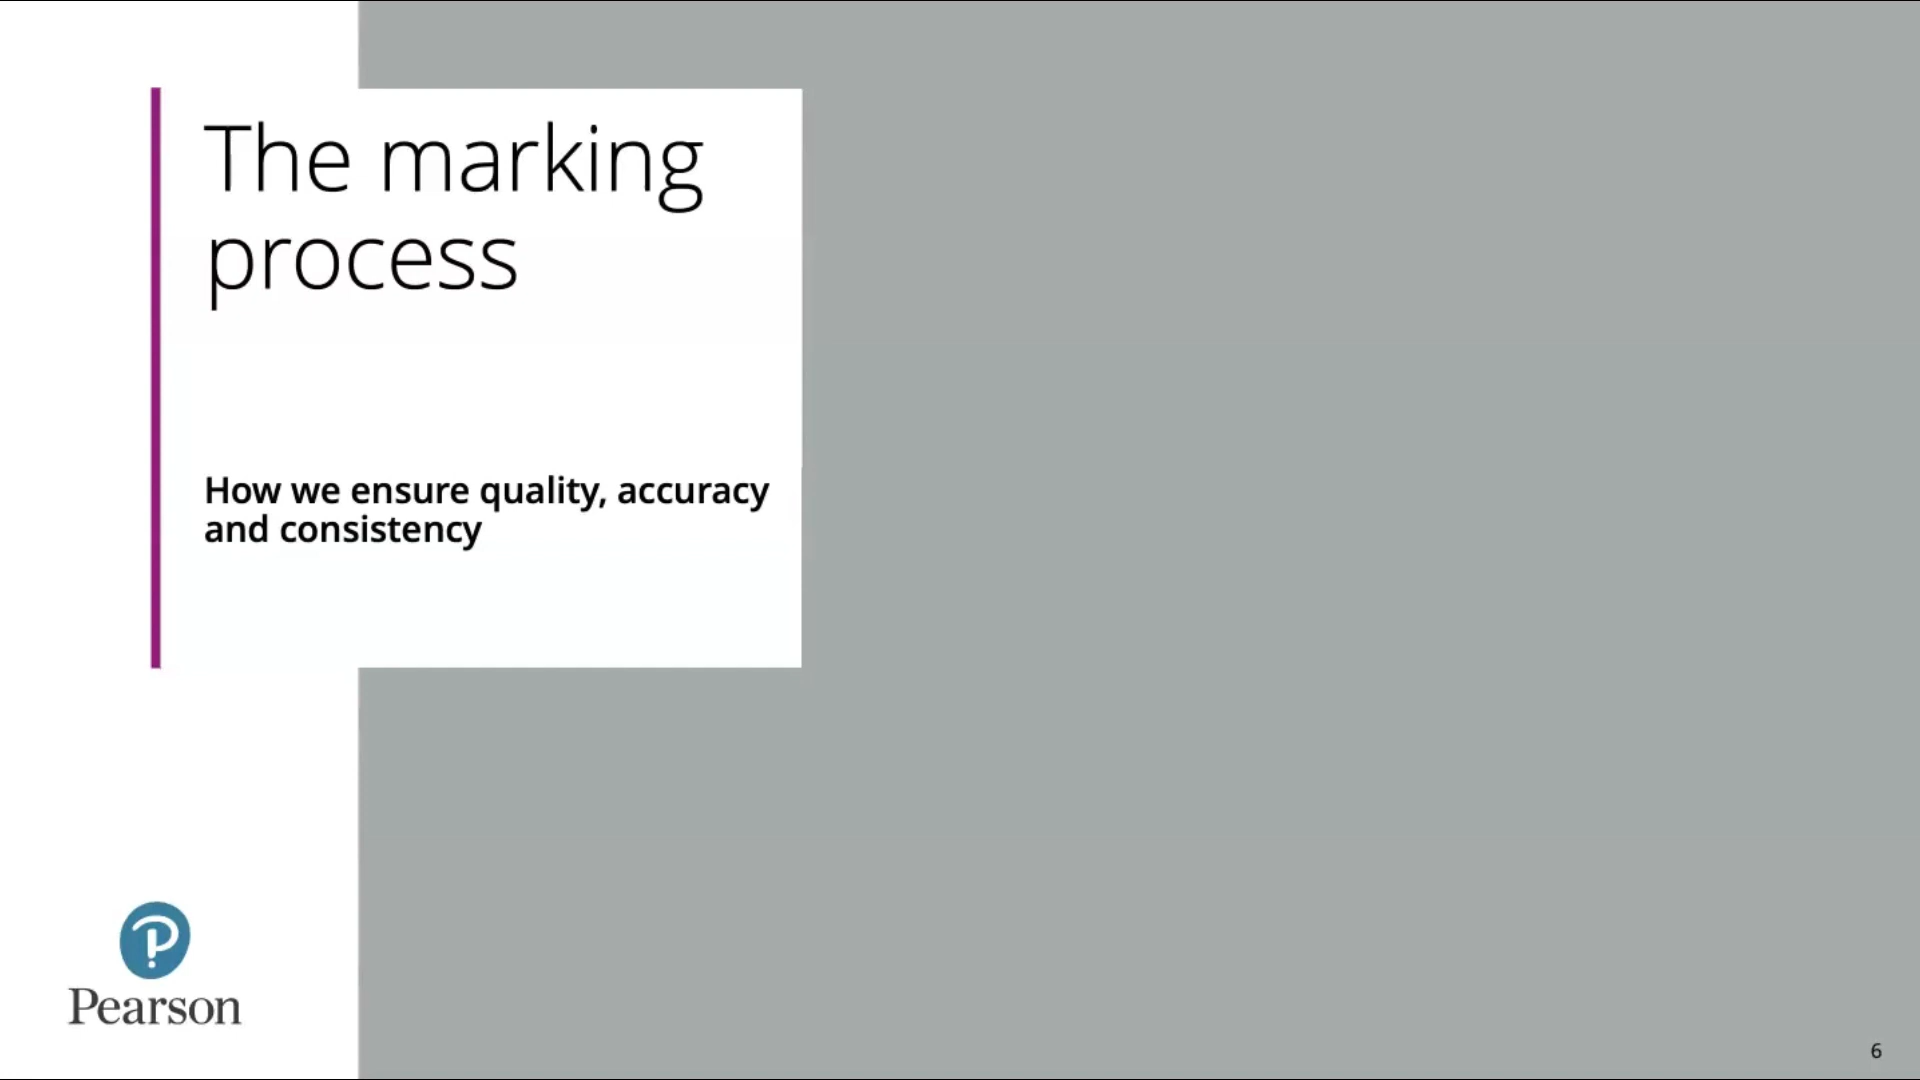 The marking
process
How we ensure quality, accuracy
and consistency
Pearson
6